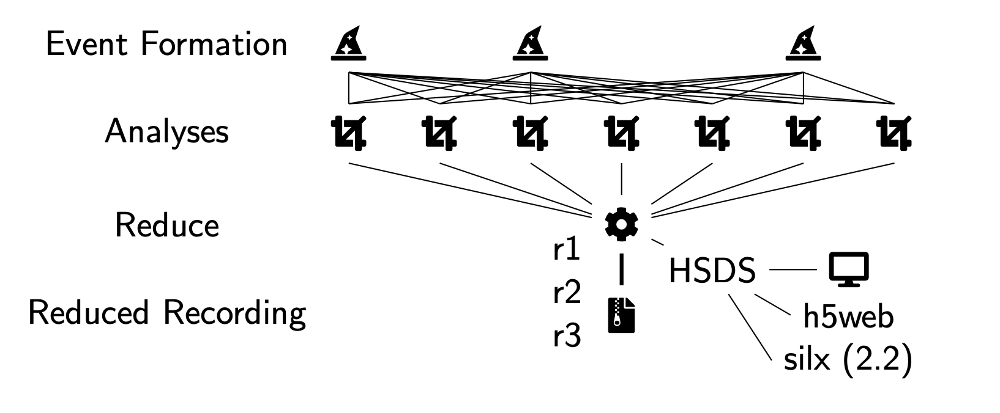 Event Formation
Analyses
Reduce
r1
HSDS
r2
Reduced Recording
h5web
r3
silx (2.2)